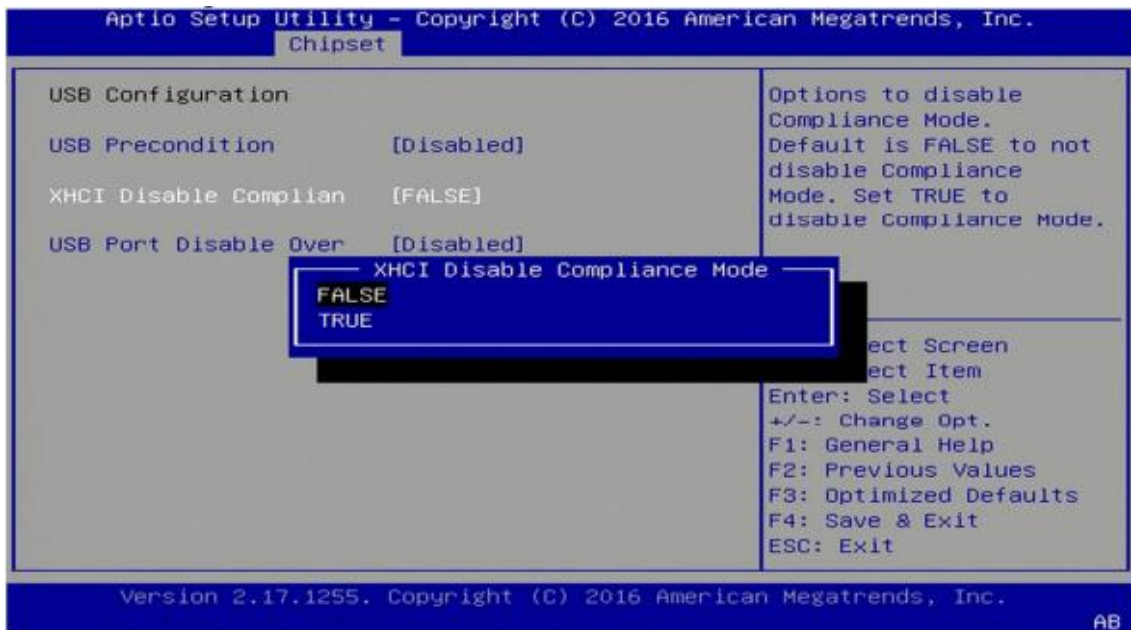 Aptio Setup Utility – Copyright (C) 2016 American Megatrends, Inc.
Chipset
USB Configuration
USB Precondition [Disabled]
XHCI Disable Complian [FALSE]
USB Port Disable Over [Disabled]
XHCI Disable Compliance Mode
FALSE
TRUE
Options to disable
Compliance Mode.
Default is FALSE to not
disable Compliance
Mode. Set TRUE to
disable Compliance Mode.
ect Screen
ect Item
Enter: Select
+/-: Change Opt.
F1: General Help
F2: Previous Values
F3: Optimized Defaults
F4: Save & Exit
ESC: Exit
Version 2.17.1255. Copyright (C) 2016 American Megatrends, Inc.
AB